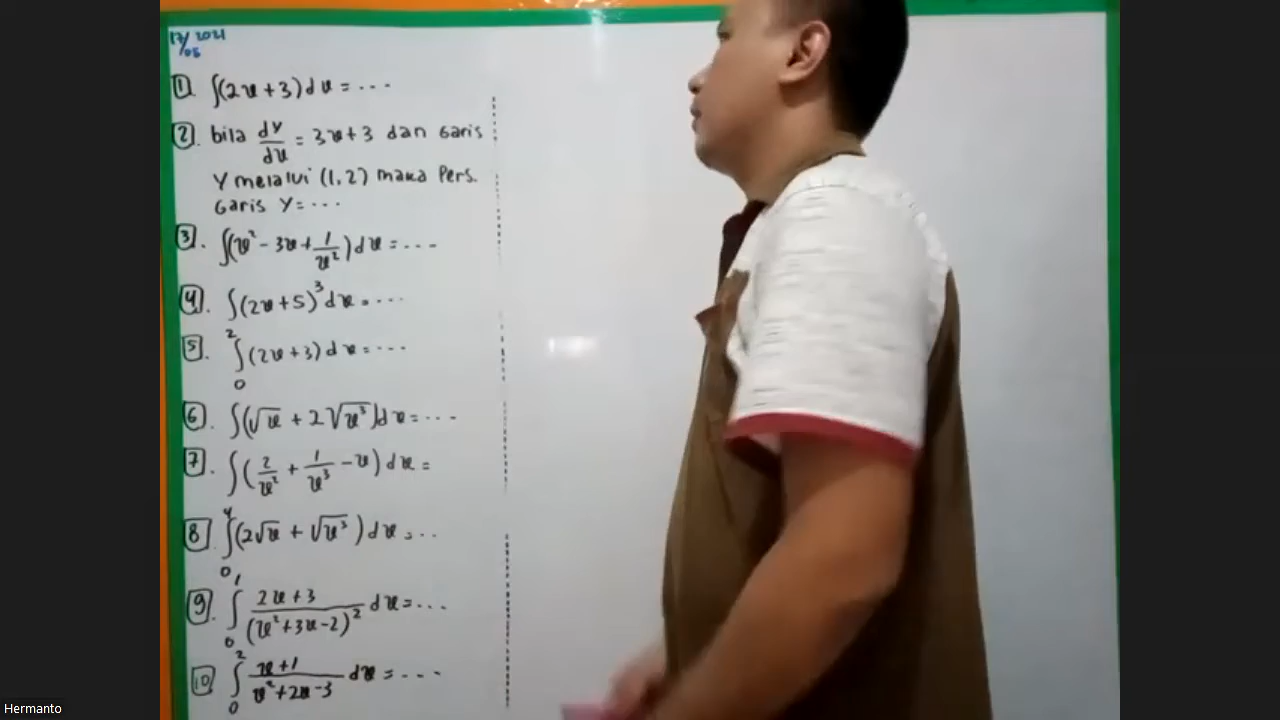 17/05 2021
1. ∫(2x+3)dx = ...
2. bila dy/dx = 3x+3 dan garis
Y melalui (1,2) maka Pers.
garis Y= ...
3. ∫(x² - 3x + 1/x²)dx = ...
4. ∫(2x+5)³dx = ...
5. ∫₀²(2x+3)dx = ...
6. ∫(√x + 2√x³)dx = ...
7. ∫(2/x² + 1/x³ - x)dx =
8. ∫₀⁴(2√x + √x³)dx = ..
9. ∫₀¹ (2x+3)/(x²+3x-2)² dx = ...
10. ∫₀² (x+1)/(x²+2x-3) dx = ...
Hermanto